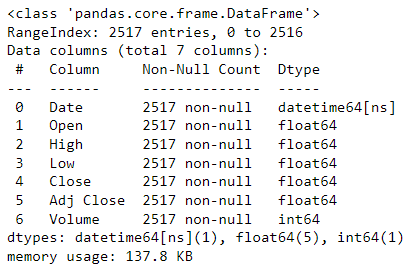 <class 'pandas.core.frame.DataFrame'>
RangeIndex: 2517 entries, 0 to 2516
Data columns (total 7 columns):
 #   Column     Non-Null Count  Dtype
---  ------     --------------  -----
 0   Date       2517 non-null   datetime64[ns]
 1   Open       2517 non-null   float64
 2   High       2517 non-null   float64
 3   Low        2517 non-null   float64
 4   Close      2517 non-null   float64
 5   Adj Close  2517 non-null   float64
 6   Volume     2517 non-null   int64
dtypes: datetime64[ns](1), float64(5), int64(1)
memory usage: 137.8 KB